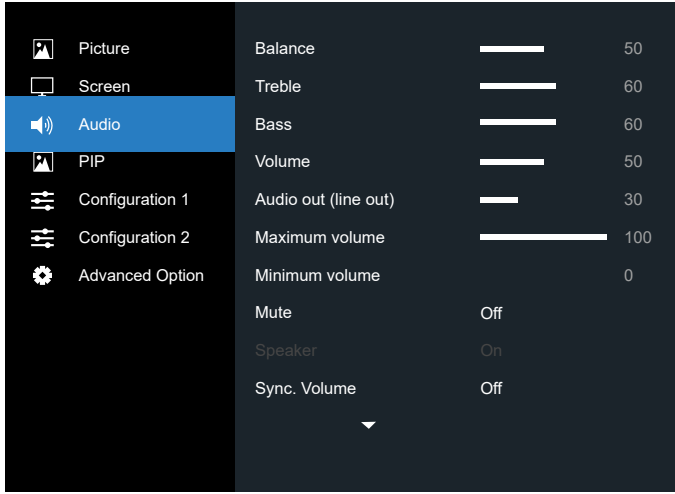 Picture
Screen
Audio
PIP
Configuration 1
Configuration 2
Advanced Option
Balance 50
Treble 60
Bass 60
Volume 50
Audio out (line out) 30
Maximum volume 100
Minimum volume 0
Mute Off
Speaker On
Sync. Volume Off